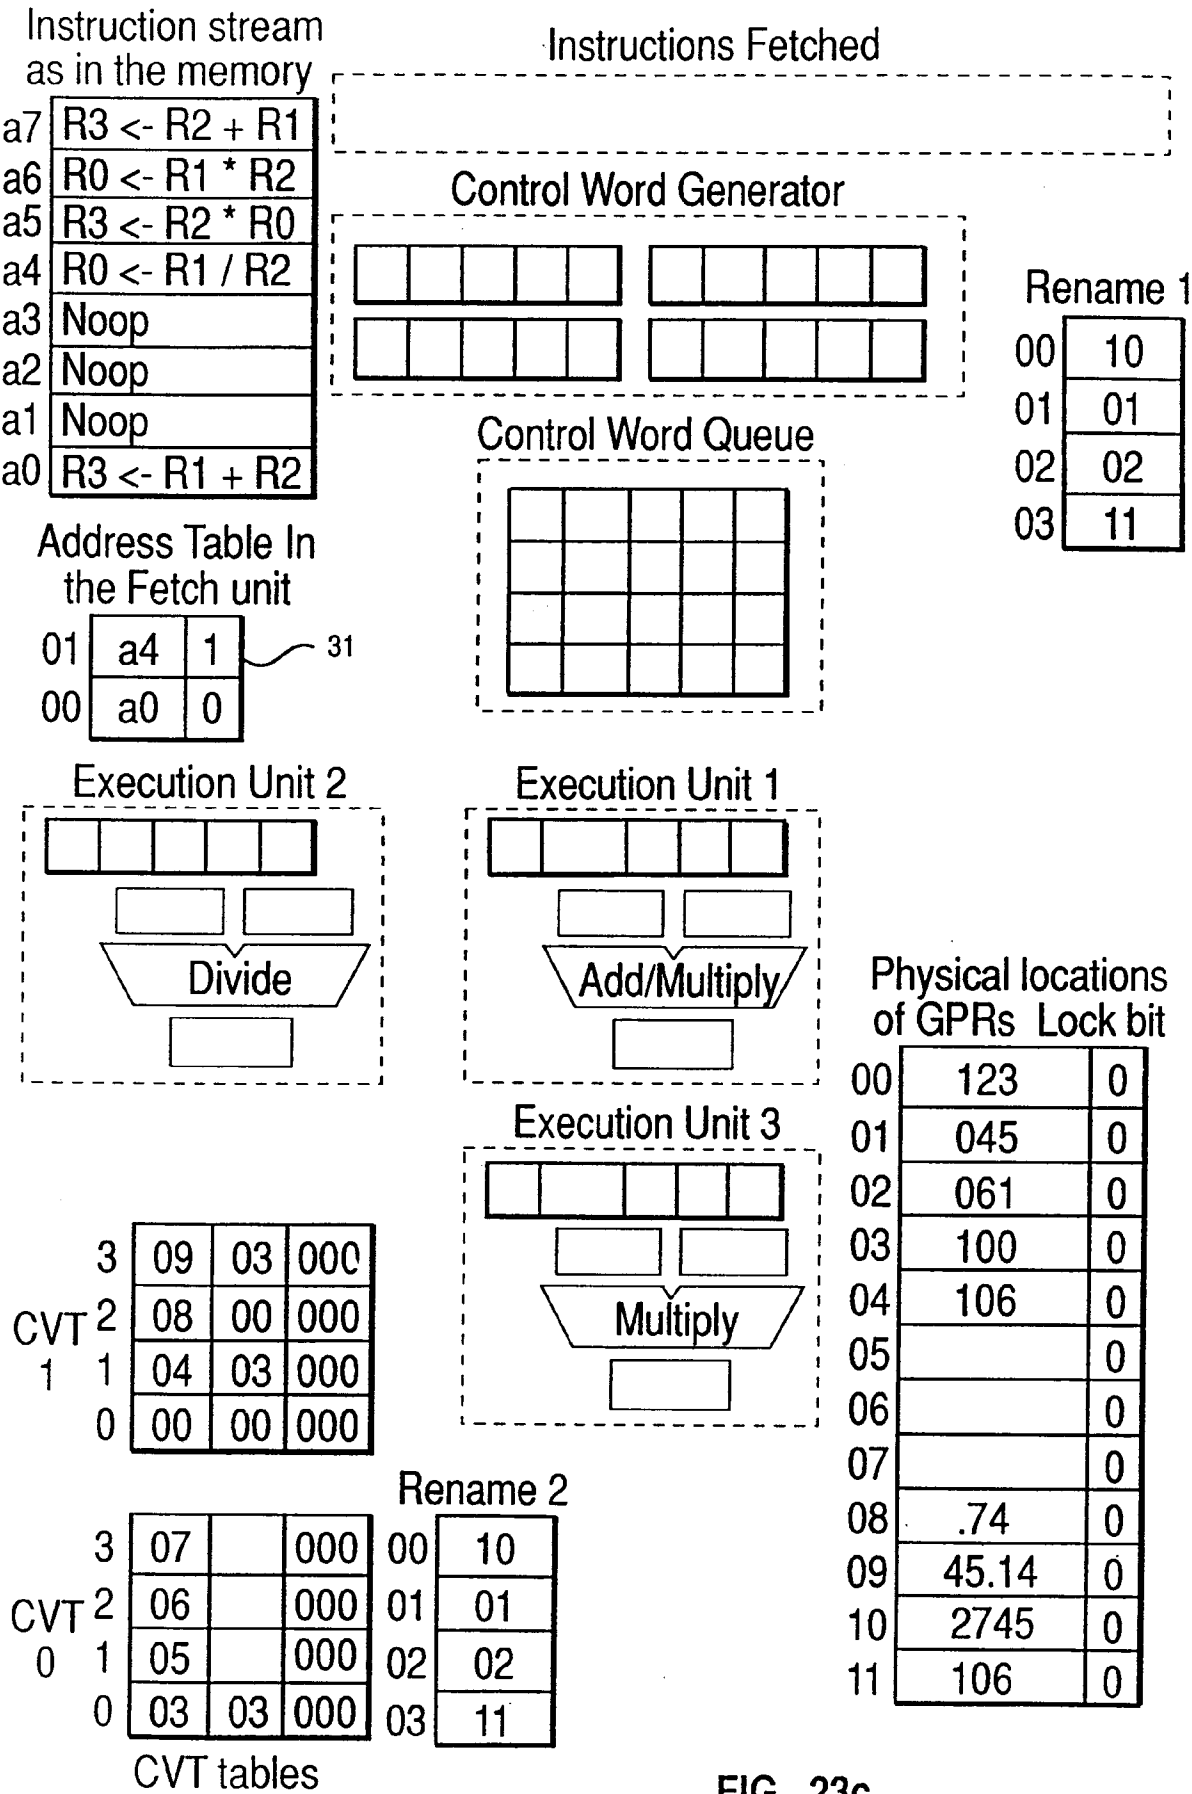 Instruction stream
as in the memory
a7 R3 <- R2 + R1
a6 R0 <- R1 * R2
a5 R3 <- R2 * R0
a4 R0 <- R1 / R2
a3 Noop
a2 Noop
a1 Noop
a0 R3 <- R1 + R2
Instructions Fetched
Control Word Generator
Control Word Queue
Rename 1
00 10
01 01
02 02
03 11
Address Table In
the Fetch unit
01 a4 1
00 a0 0
31
Execution Unit 2
Divide
Execution Unit 1
Add/Multiply
Execution Unit 3
Multiply
Physical locations
of GPRs Lock bit
00 123 0
01 045 0
02 061 0
03 100 0
04 106 0
05 0
06 0
07 0
08 .74 0
09 45.14 0
10 2745 0
11 106 0
CVT
1
3 09 03 000
2 08 00 000
1 04 03 000
0 00 00 000
CVT
0
3 07 000
2 06 000
1 05 000
0 03 03 000
CVT tables
Rename 2
00 10
01 01
02 02
03 11
FIG. 23c